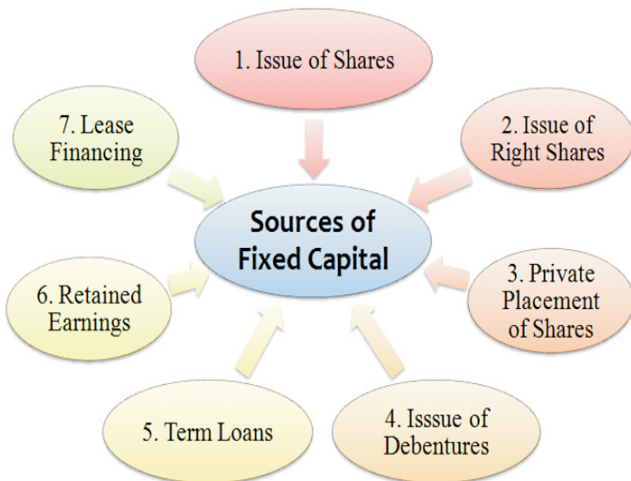 1. Issue of Shares
2. Issue of
Right Shares
3. Private
Placement
of Shares
4. Isssue of
Debentures
5. Term Loans
6. Retained
Earnings
7. Lease
Financing
Sources of
Fixed Capital